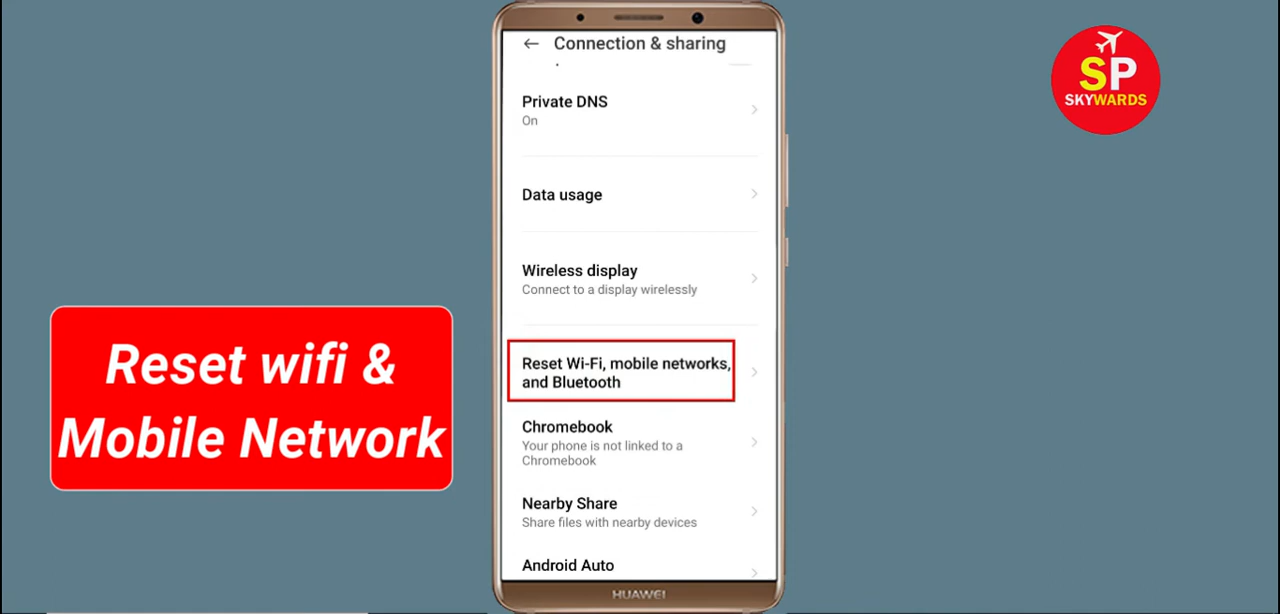 Connection & sharing
Private DNS
On
Data usage
Wireless display
Connect to a display wirelessly
Reset Wi-Fi, mobile networks,
and Bluetooth
Chromebook
Your phone is not linked to a
Chromebook
Nearby Share
Share files with nearby devices
Android Auto
HUAWEI
Reset wifi &
Mobile Network
SP
SKYWARDS